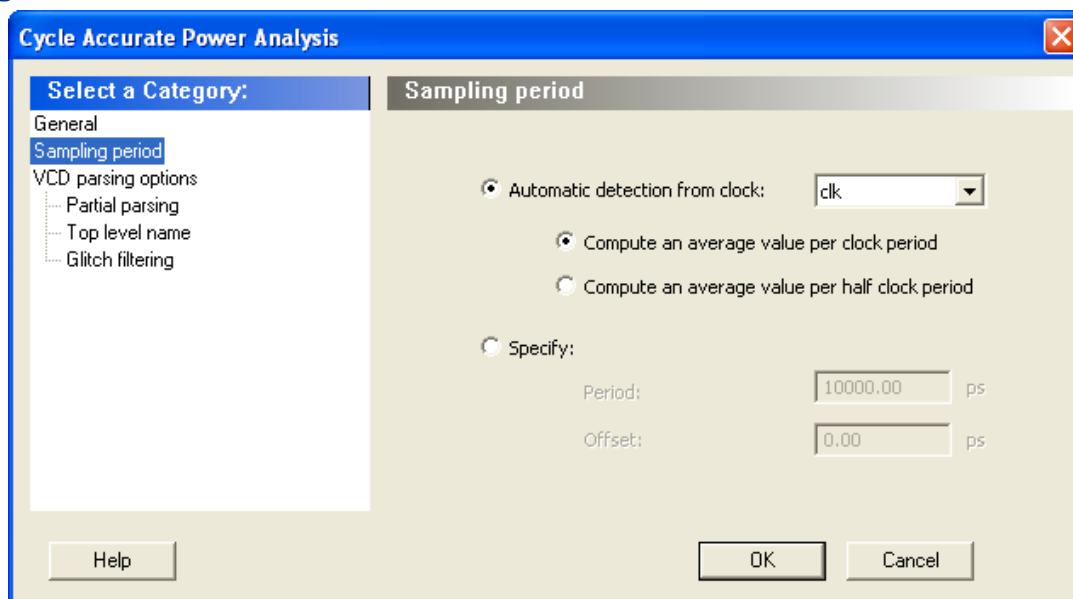 Cycle Accurate Power Analysis
Select a Category:
General
Sampling period
VCD parsing options
Partial parsing
Top level name
Glitch filtering
Sampling period
Automatic detection from clock: clk
Compute an average value per clock period
Compute an average value per half clock period
Specify:
Period: 10000.00 ps
Offset: 0.00 ps
Help
OK
Cancel